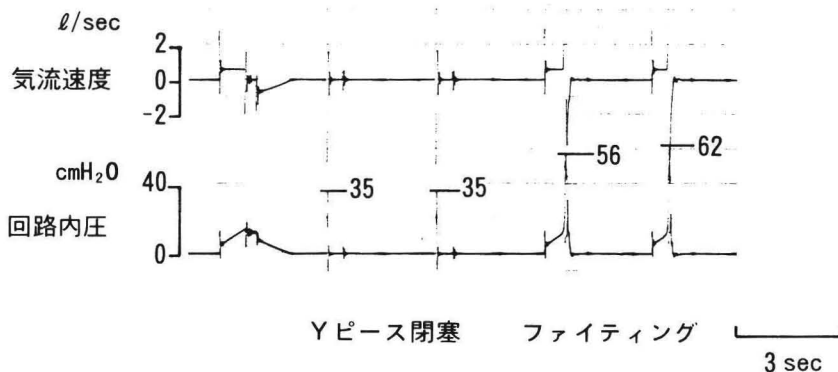 ℓ/sec
2
気流速度 0
-2
56 62
cmH₂O
40 35 35
回路内圧
0
Yピース閉塞 ファイティング
3 sec